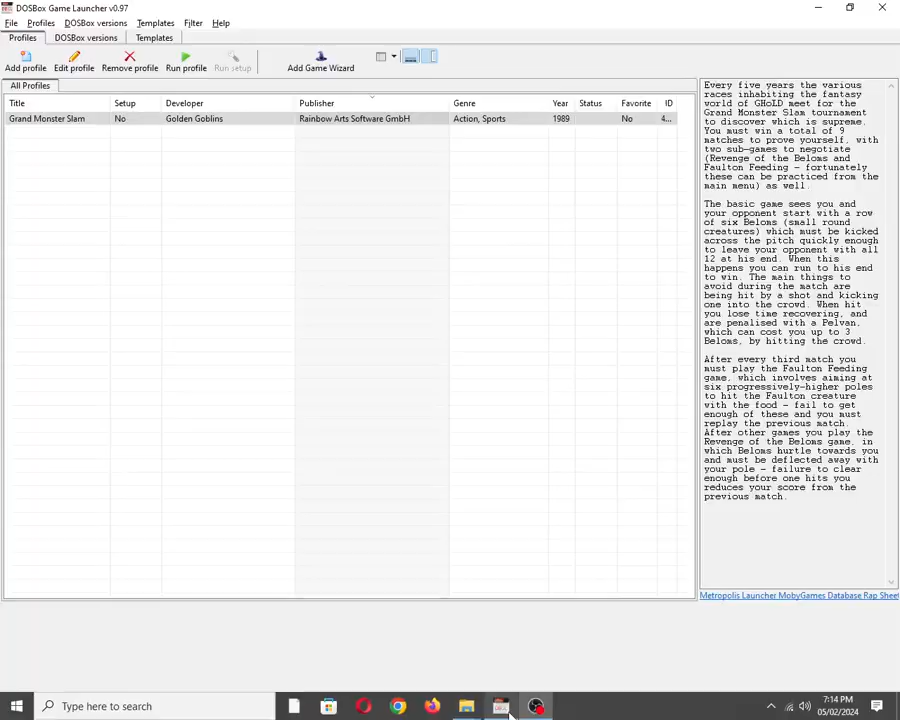 DOSBox Game Launcher v0.97
File Profiles DOSBox versions Templates Filter Help
Profiles DOSBox versions Templates
Add profile Edit profile Remove profile Run profile Run setup Add Game Wizard
All Profiles
Title Setup Developer Publisher Genre Year Status Favorite ID
Grand Monster Slam No Golden Goblins Rainbow Arts Software GmbH Action, Sports 1989 No 4...
Every five years the various
races inhabiting the fantasy
world of GHoLD meet for the
Grand Monster Slam tournament
to discover which is supreme.
You must win a total of 9
matches to prove yourself, with
two sub-games to negotiate
(Revenge of the Beloms and
Faulton Feeding - fortunately
these can be practiced from the
main menu) as well.
The basic game sees you and
your opponent start with a row
of six Beloms (small round
creatures) which must be kicked
across the pitch quickly enough
to leave your opponent with all
12 at his end. When this
happens you can run to his end
to win. The main things to
avoid during the match are
being hit by a shot and kicking
one into the crowd. When hit
you lose time recovering, and
are penalised with a Pelvan,
which can cost you up to 3
Beloms, by hitting the crowd.
After every third match you
must play the Faulton Feeding
game, which involves aiming at
six progressively-higher poles
to hit the Faulton creature
with the food - fail to get
enough of these and you must
replay the previous match.
After other games you play the
Revenge of the Beloms game, in
which Beloms hurtle towards you
and must be deflected away with
your pole - failure to clear
enough before one hits you
reduces your score from the
previous match.
Metropolis Launcher MobyGames Database Rap Sheet
Type here to search
7:14 PM
05/02/2024